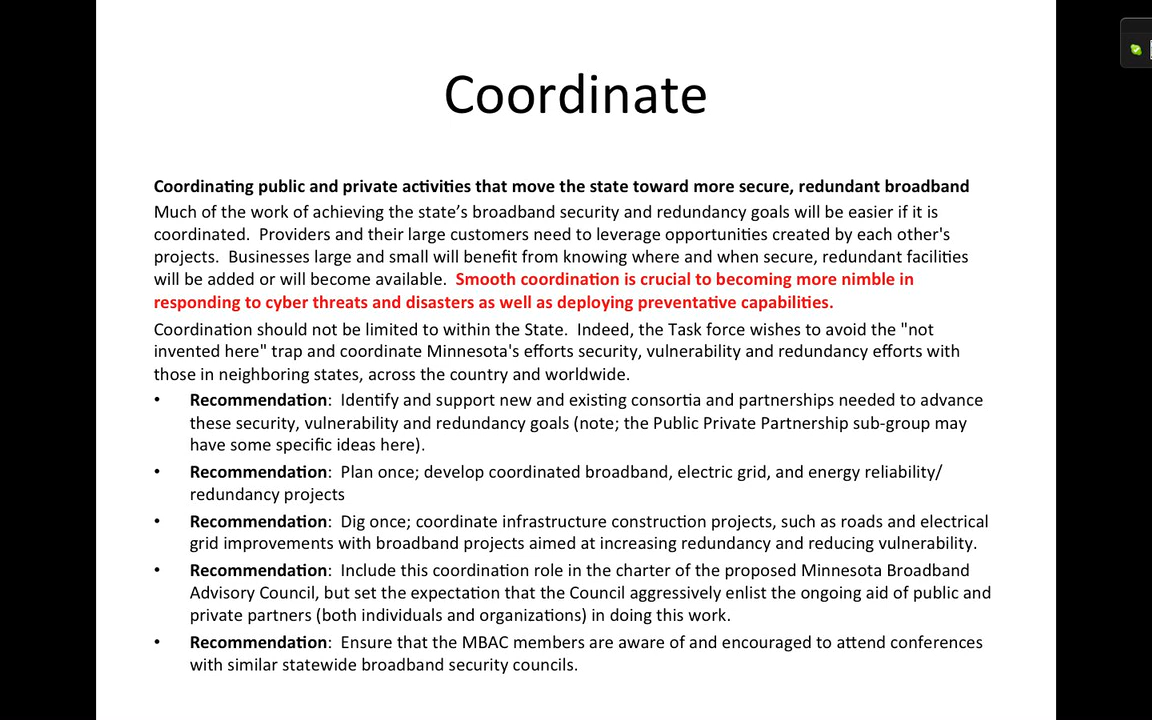 Coordinate
Coordinating public and private activities that move the state toward more secure, redundant broadband
Much of the work of achieving the state’s broadband security and redundancy goals will be easier if it is
coordinated.  Providers and their large customers need to leverage opportunities created by each other's
projects.  Businesses large and small will benefit from knowing where and when secure, redundant facilities
will be added or will become available.  Smooth coordination is crucial to becoming more nimble in
responding to cyber threats and disasters as well as deploying preventative capabilities.
Coordination should not be limited to within the State.  Indeed, the Task force wishes to avoid the "not
invented here" trap and coordinate Minnesota's efforts security, vulnerability and redundancy efforts with
those in neighboring states, across the country and worldwide.
• Recommendation:  Identify and support new and existing consortia and partnerships needed to advance
these security, vulnerability and redundancy goals (note; the Public Private Partnership sub-group may
have some specific ideas here).
• Recommendation:  Plan once; develop coordinated broadband, electric grid, and energy reliability/
redundancy projects
• Recommendation:  Dig once; coordinate infrastructure construction projects, such as roads and electrical
grid improvements with broadband projects aimed at increasing redundancy and reducing vulnerability.
• Recommendation:  Include this coordination role in the charter of the proposed Minnesota Broadband
Advisory Council, but set the expectation that the Council aggressively enlist the ongoing aid of public and
private partners (both individuals and organizations) in doing this work.
• Recommendation:  Ensure that the MBAC members are aware of and encouraged to attend conferences
with similar statewide broadband security councils.